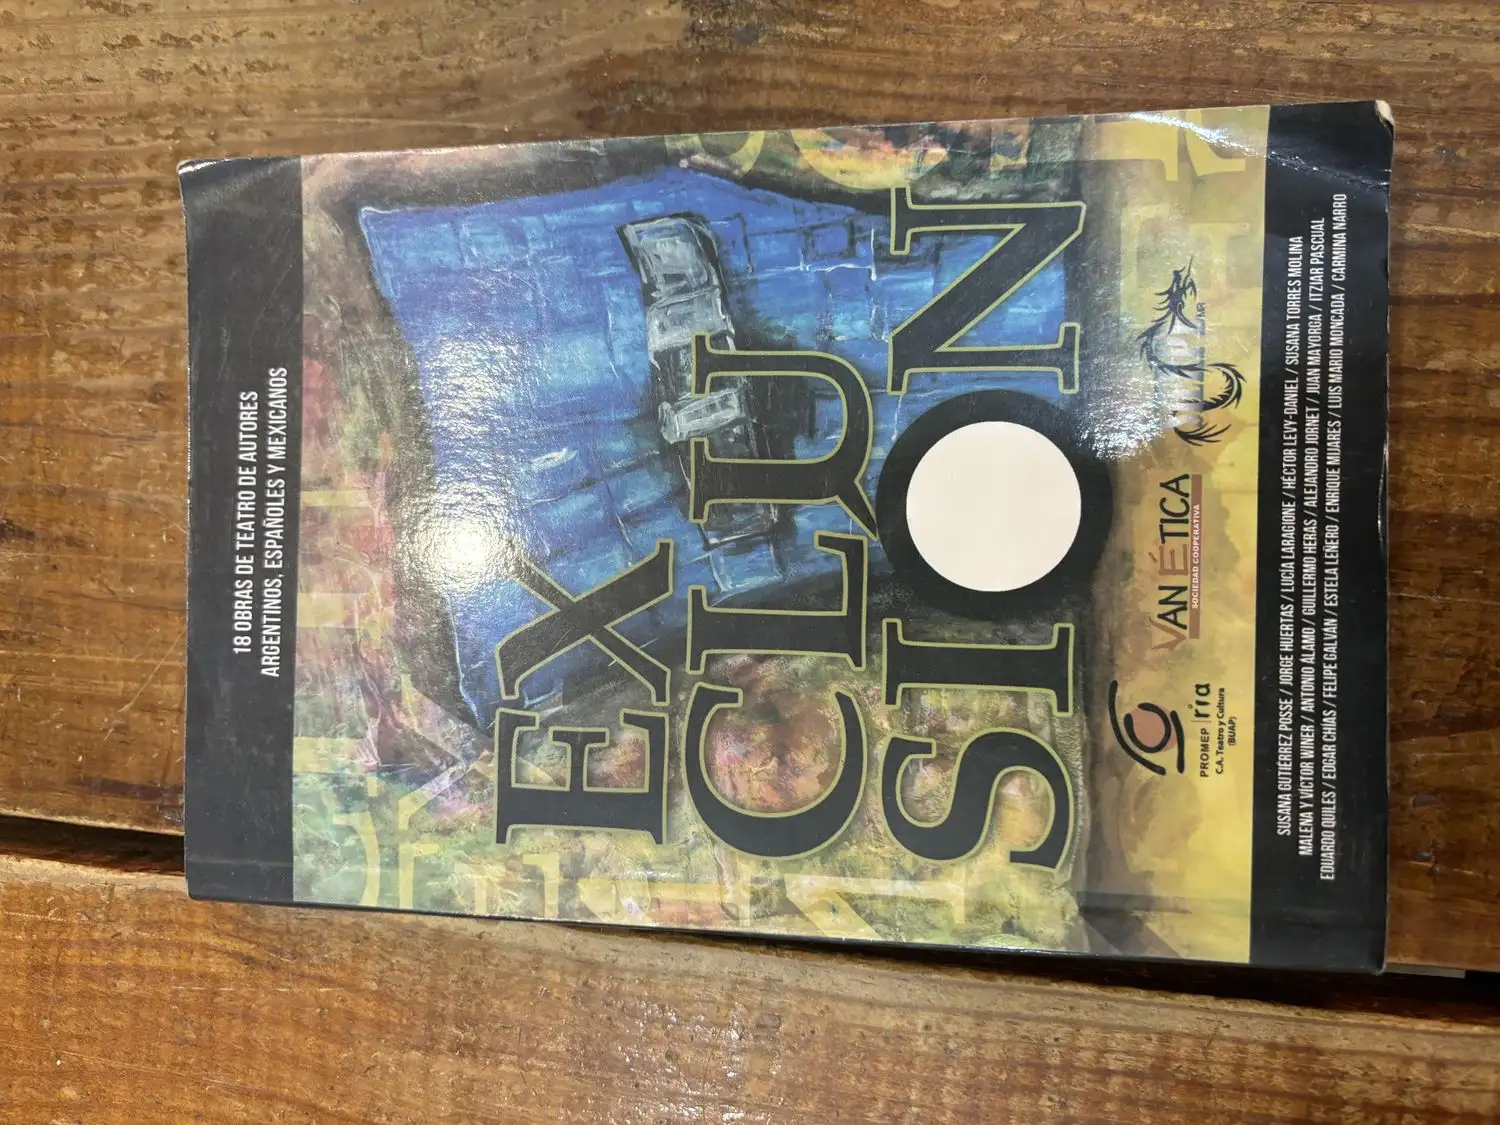 18 OBRAS DE TEATRO DE AUTORES
ARGENTINOS, ESPAÑOLES Y MEXICANOS
EX
CLU
SION
PROMEP ría
C.A. Teatro y Cultura
(BUAP)
VAN ÉTICA
SOCIEDAD COOPERATIVA
MR
SUSANA GUTIÉRREZ POSSE / JORGE HUERTAS / LUCÍA LARAGIONE / HÉCTOR LEVY-DANIEL / SUSANA TORRES MOLINA
MALENA Y VÍCTOR WINER / ANTONIO ÁLAMO / GUILLERMO HERAS / ALEJANDRO JORNET / JUAN MAYORGA / ITZIAR PASCUAL
EDUARDO QUILES / EDGAR CHÍAS / FELIPE GALVÁN / ESTELA LEÑERO / ENRIQUE MIJARES / LUIS MARIO MONCADA / CARMINA NARRO